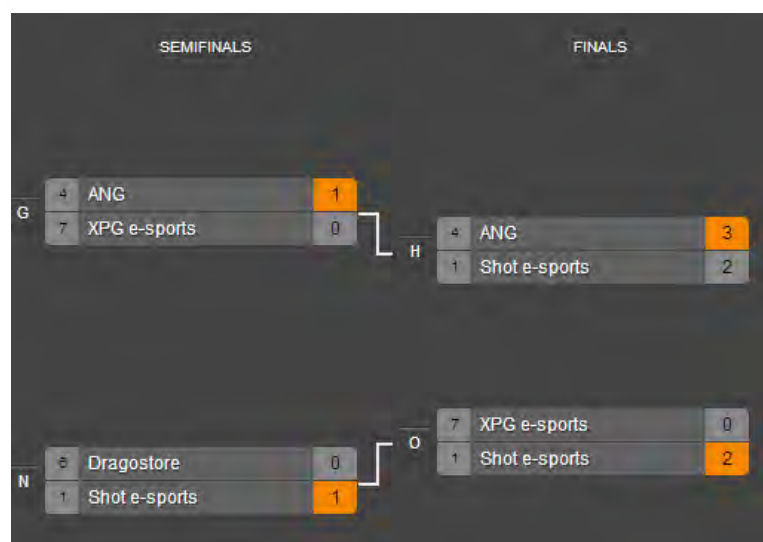 SEMIFINALS
FINALS
G
4 ANG 1
7 XPG e-sports 0
H
4 ANG 3
1 Shot e-sports 2
N
6 Dragostore 0
1 Shot e-sports 1
O
7 XPG e-sports 0
1 Shot e-sports 2